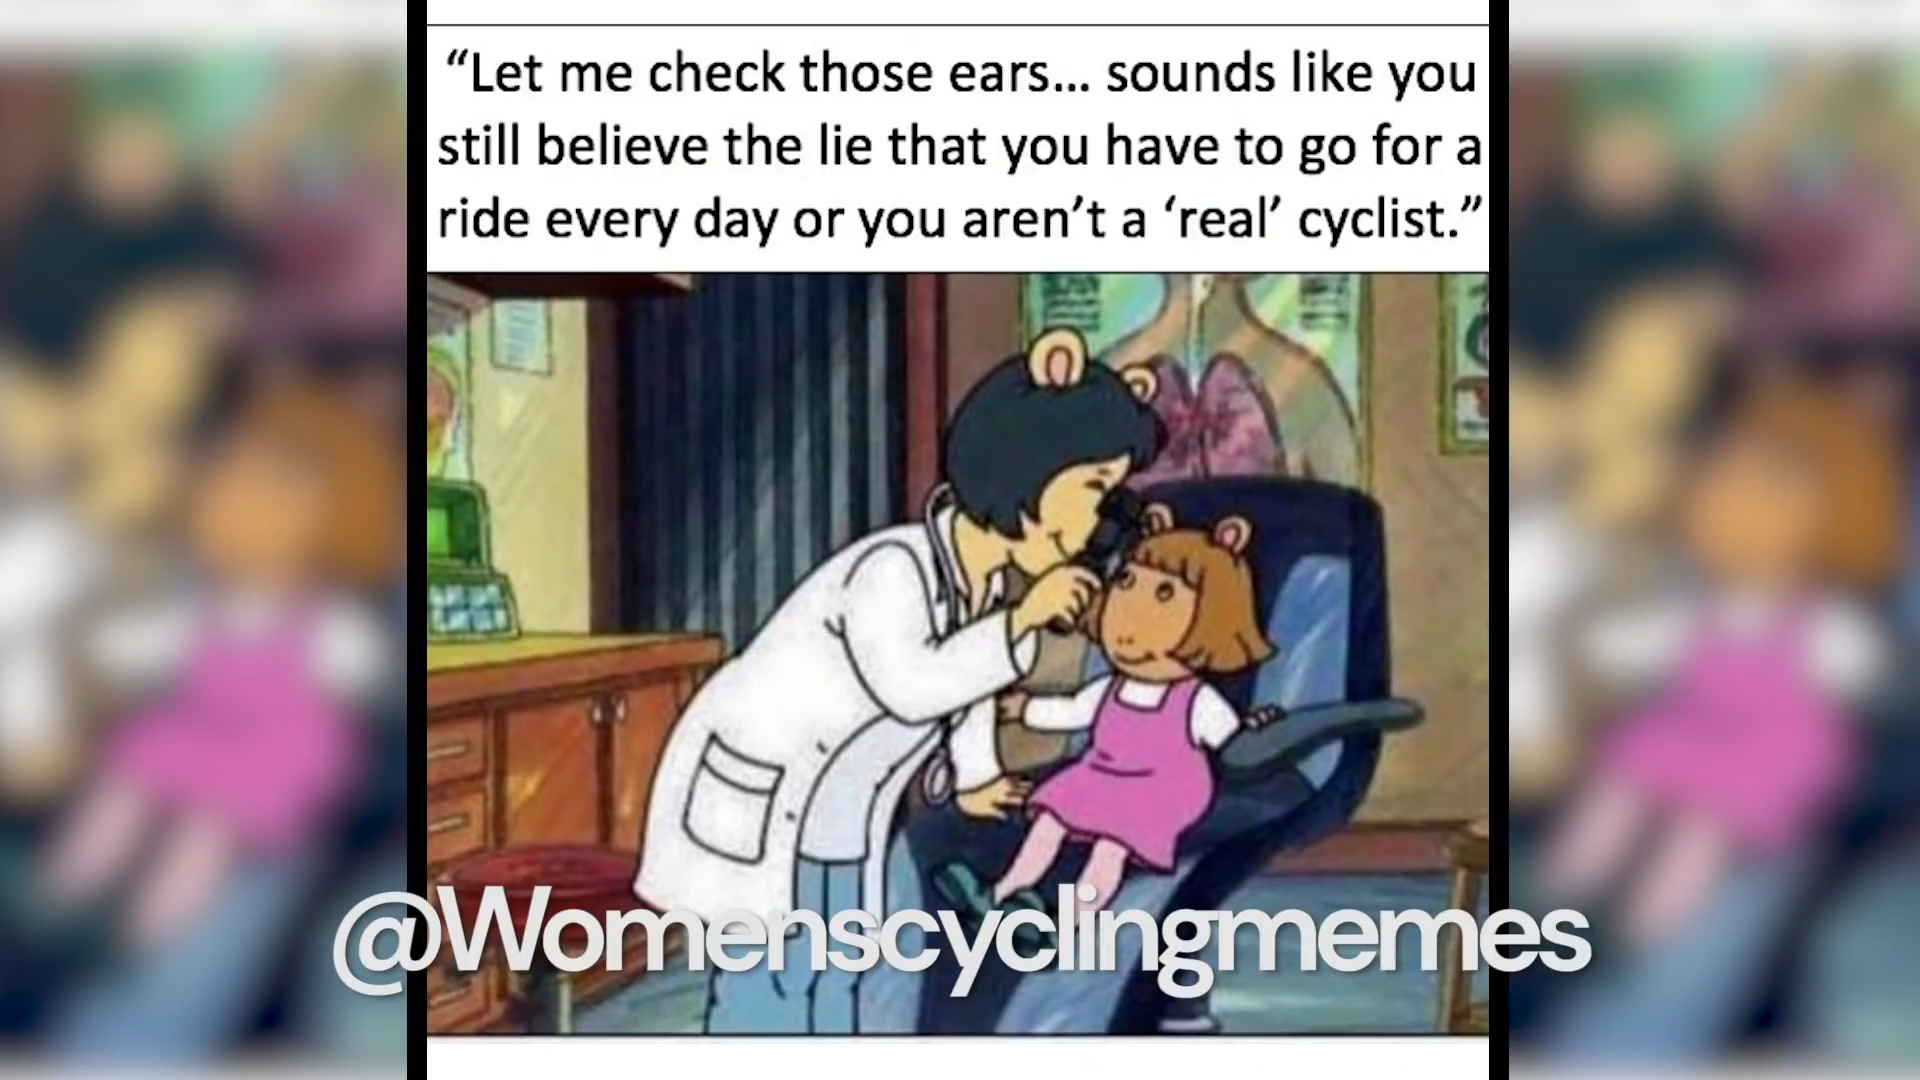 “Let me check those ears... sounds like you
still believe the lie that you have to go for a
ride every day or you aren’t a ‘real’ cyclist.”
@Womenscyclingmemes